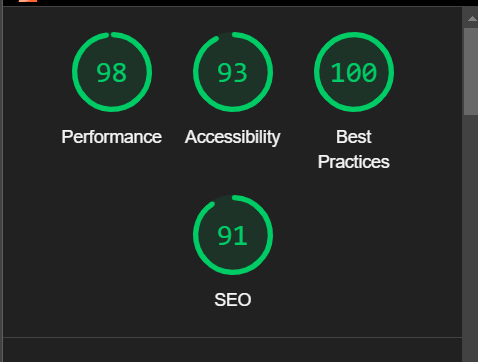 98
93
100
Performance
Accessibility
Best
Practices
91
SEO